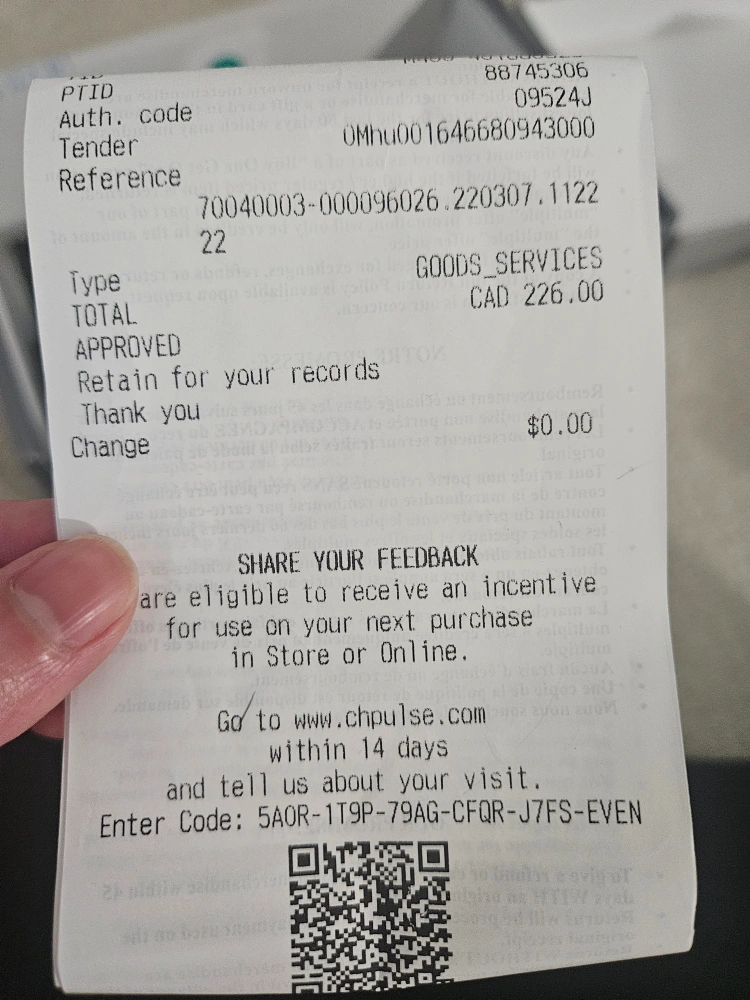 PTID 88745306
Auth. code 09524J
Tender 0Mhu001646680943000
Reference
70040003-000096026.220307.1122
22
Type GOODS_SERVICES
TOTAL CAD 226.00
APPROVED
Retain for your records
Thank you
Change $0.00
SHARE YOUR FEEDBACK
are eligible to receive an incentive
for use on your next purchase
in Store or Online.
Go to www.chpulse.com
within 14 days
and tell us about your visit.
Enter Code: 5AOR-1T9P-79AG-CFQR-J7FS-EVEN